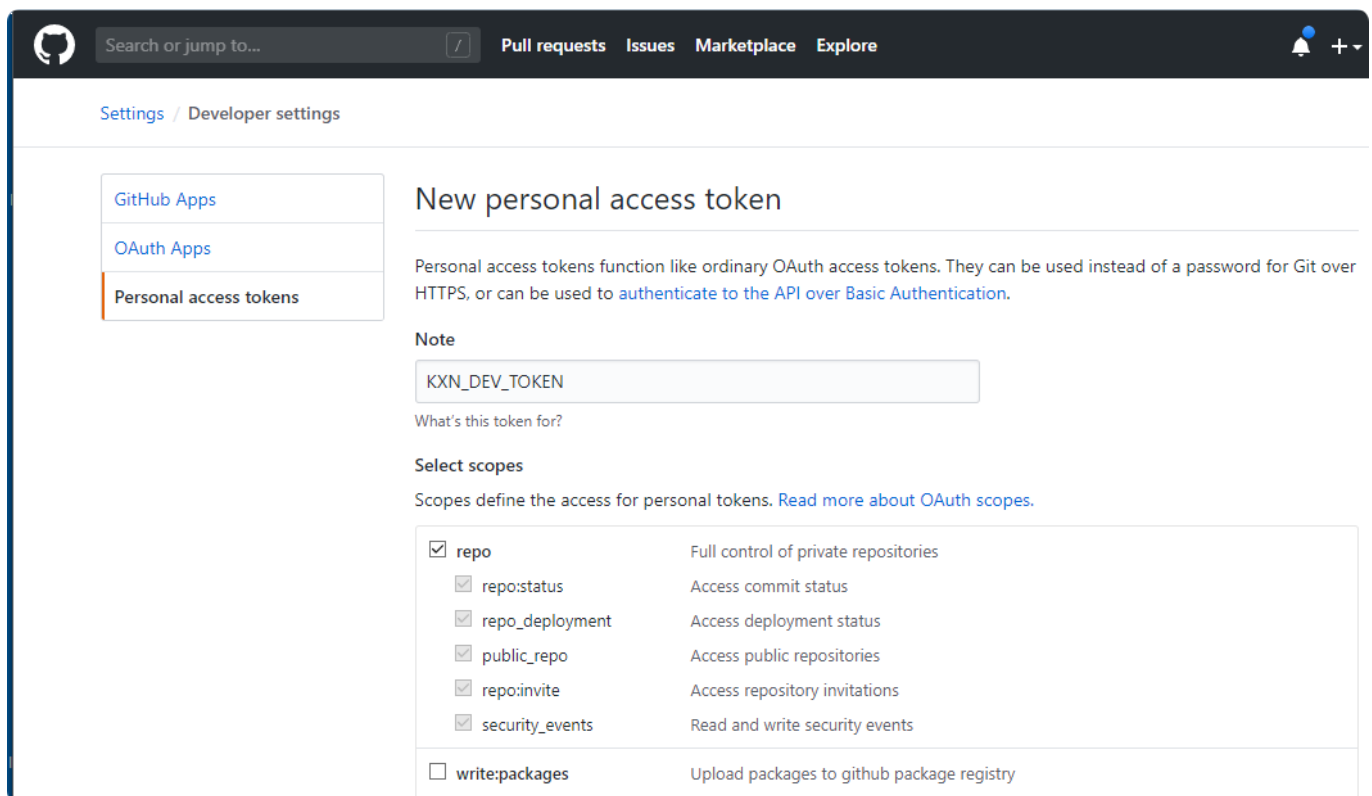 Search or jump to... /
Pull requests Issues Marketplace Explore
Settings / Developer settings
GitHub Apps
OAuth Apps
Personal access tokens
New personal access token
Personal access tokens function like ordinary OAuth access tokens. They can be used instead of a password for Git over
HTTPS, or can be used to authenticate to the API over Basic Authentication.
Note
KXN_DEV_TOKEN
What's this token for?
Select scopes
Scopes define the access for personal tokens. Read more about OAuth scopes.
repo Full control of private repositories
repo:status Access commit status
repo_deployment Access deployment status
public_repo Access public repositories
repo:invite Access repository invitations
security_events Read and write security events
write:packages Upload packages to github package registry